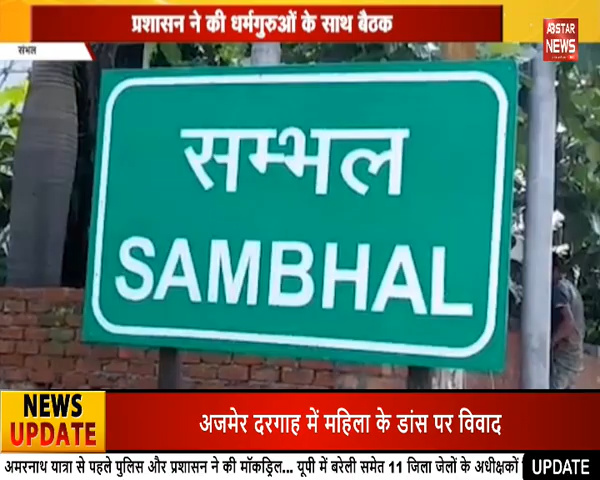 प्रशासन ने की धर्मगुरुओं के साथ बैठक
संभल
ABSTAR
NEWS
सम्भल
SAMBHAL
NEWS
UPDATE
अजमेर दरगाह में महिला के डांस पर विवाद
अमरनाथ यात्रा से पहले पुलिस और प्रशासन ने की मॉकड्रिल... यूपी में बरेली समेत 11 जिला जेलों के अधीक्षकों
UPDATE